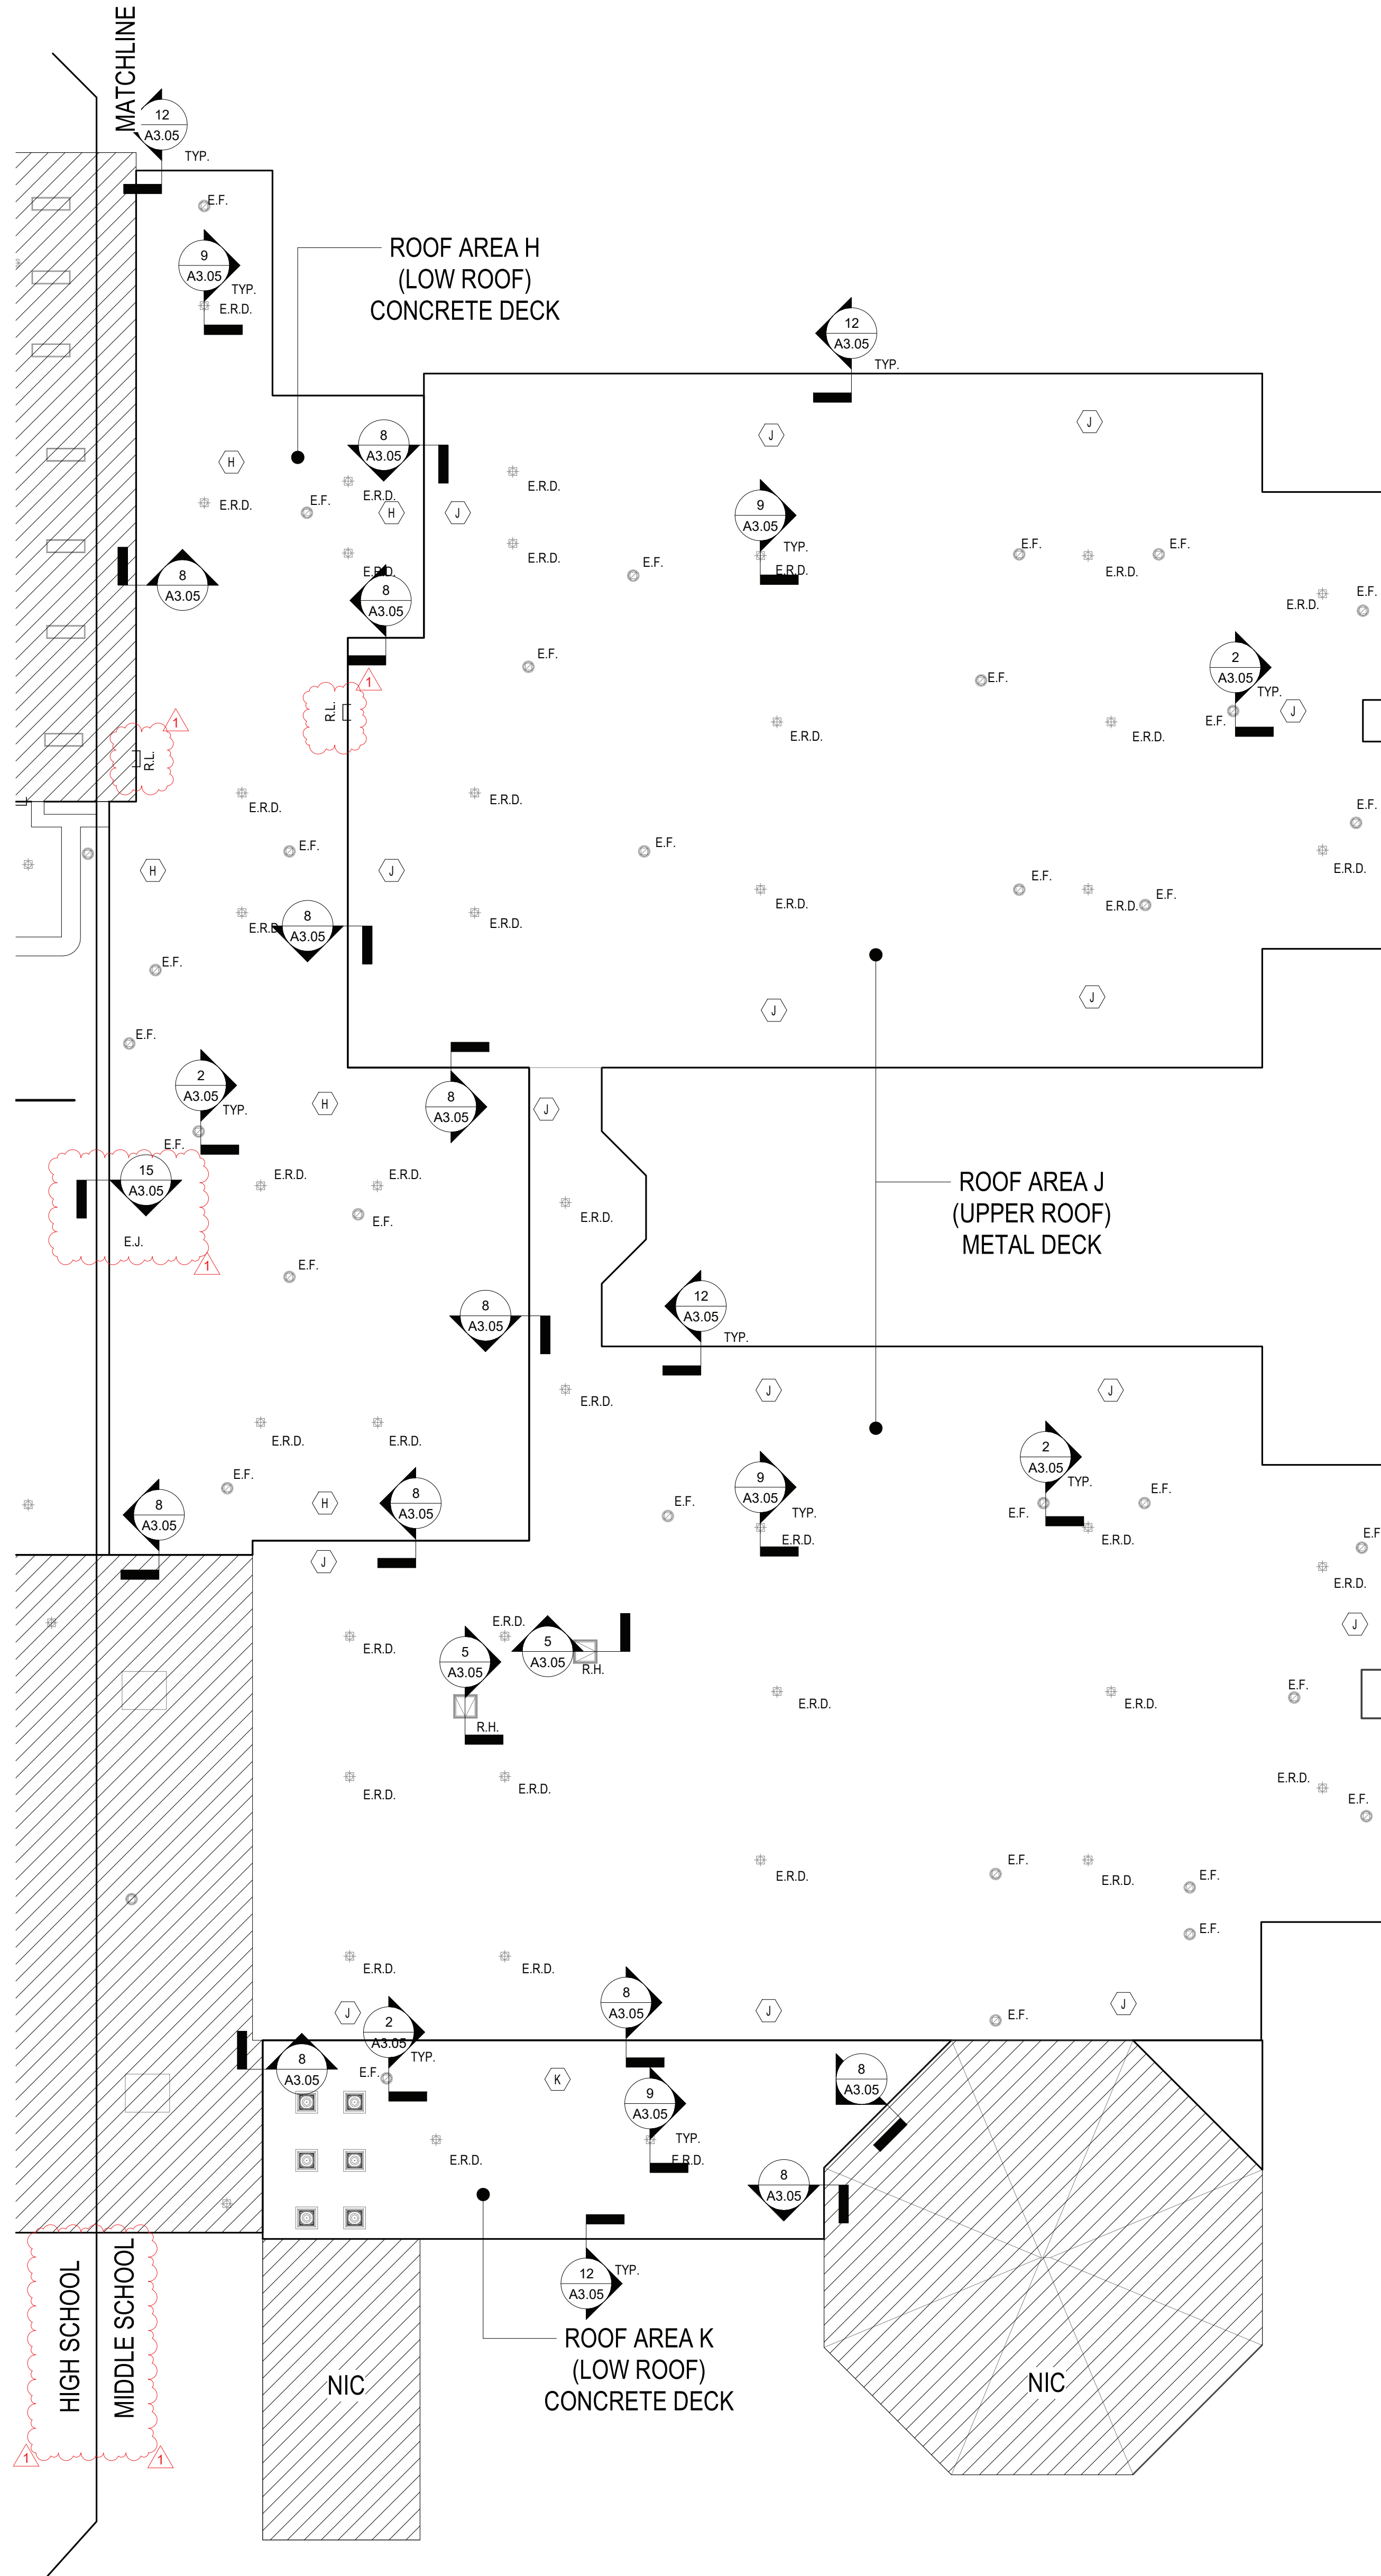 MATCHLINE
12
A3.05
TYP.
E.F.
9
A3.05
TYP.
E.R.D.
ROOF AREA H
(LOW ROOF)
CONCRETE DECK
12
A3.05
TYP.
J
J
8
A3.05
H
E.R.D.
E.R.D.
E.R.D.
E.F.
H
J
9
A3.05
TYP.
E.R.D.
E.R.D.
E.R.D.
E.F.
E.F.
E.R.D.
E.F.
8
A3.05
8
A3.05
E.R.D.
E.F.
E.F.
2
A3.05
TYP.
E.F.
J
E.F.
1
R.L.
1
R.L.
E.R.D.
E.R.D.
E.R.D.
E.R.D.
E.F.
E.F.
E.F.
E.R.D.
H
J
E.F.
E.R.D.
E.R.D.
E.F.
8
A3.05
E.R.D.
E.R.D.
E.F.
J
J
E.F.
2
A3.05
TYP.
E.F.
H
8
A3.05
J
15
A3.05
E.J.
1
E.R.D.
E.R.D.
E.F.
E.R.D.
ROOF AREA J
(UPPER ROOF)
METAL DECK
E.F.
8
A3.05
12
A3.05
TYP.
E.R.D.
J
J
E.R.D.
E.R.D.
9
A3.05
TYP.
E.R.D.
2
A3.05
TYP.
E.F.
E.F.
E.R.D.
E.F.
8
A3.05
H
8
A3.05
E.F.
E.F
E.R.D.
J
J
E.R.D.
E.R.D.
5
A3.05
5
A3.05
R.H.
R.H.
E.R.D.
E.R.D.
E.F.
E.R.D.
E.R.D.
E.R.D.
E.F.
E.R.D.
E.F.
E.R.D.
E.F.
E.F.
E.R.D.
E.R.D.
J
2
A3.05
TYP.
E.F.
8
A3.05
J
E.F.
J
8
A3.05
K
9
A3.05
TYP.
E.R.D.
E.R.D.
8
A3.05
8
A3.05
12
A3.05
TYP.
HIGH SCHOOL
MIDDLE SCHOOL
1
1
NIC
ROOF AREA K
(LOW ROOF)
CONCRETE DECK
NIC